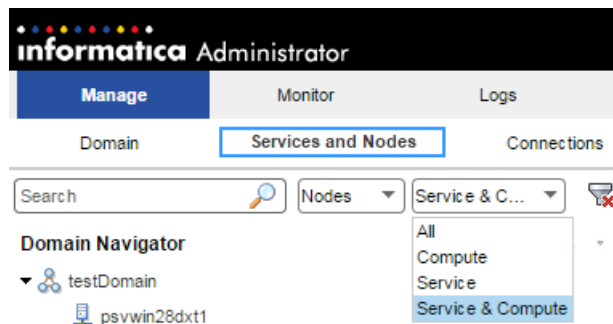 informatica Administrator
Manage Monitor Logs
Domain Services and Nodes Connections
Search Nodes Service & C...
All
Domain Navigator
Compute
testDomain
Service
Service & Compute
psvwin28dxt1